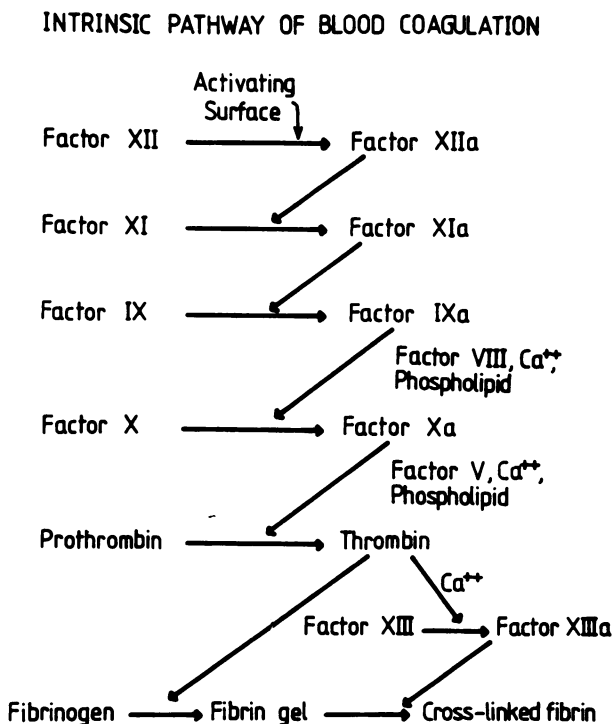 INTRINSIC PATHWAY OF BLOOD COAGULATION
Activating
Surface
Factor XII Factor XIIa
Factor XI Factor XIa
Factor IX Factor IXa
Factor VIII, Ca++,
Phospholipid
Factor X Factor Xa
Factor V, Ca++,
Phospholipid
Prothrombin Thrombin
Ca++
Factor XIII Factor XIIIa
Fibrinogen Fibrin gel Cross-linked fibrin